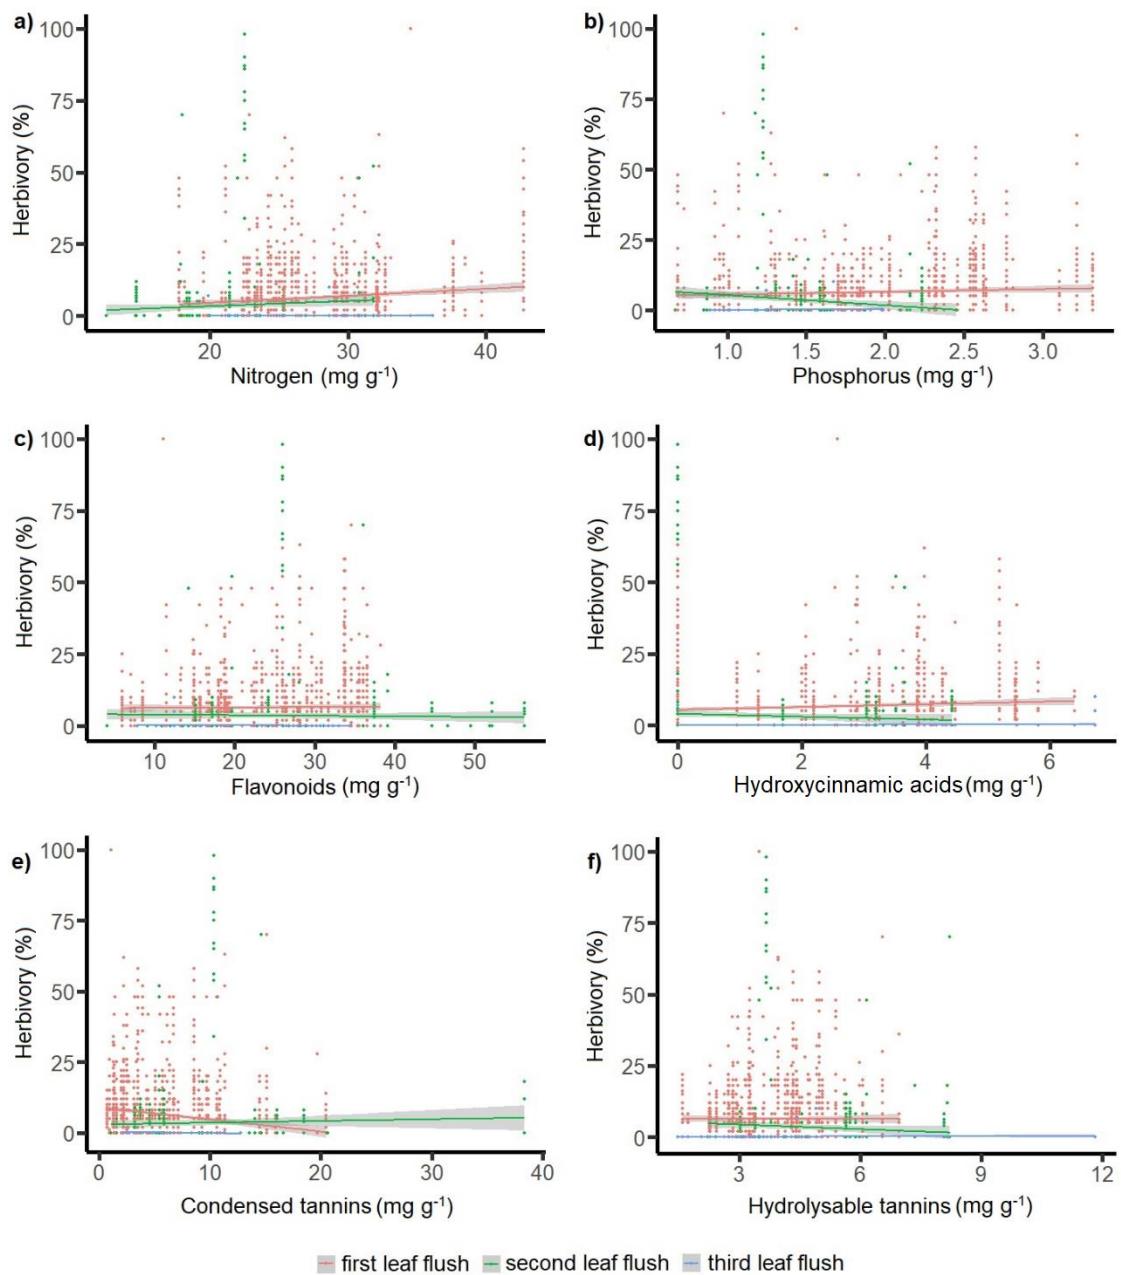 a)
100
75
50
25
0
Herbivory (%)
20 30 40
Nitrogen (mg g-1)
b)
100
75
50
25
0
Herbivory (%)
1.0 1.5 2.0 2.5 3.0
Phosphorus (mg g-1)
c)
100
75
50
25
0
Herbivory (%)
10 20 30 40 50
Flavonoids (mg g-1)
d)
100
75
50
25
0
Herbivory (%)
0 2 4 6
Hydroxycinnamic acids (mg g-1)
e)
100
75
50
25
0
Herbivory (%)
0 10 20 30 40
Condensed tannins (mg g-1)
f)
100
75
50
25
0
Herbivory (%)
3 6 9 12
Hydrolysable tannins (mg g-1)
first leaf flush second leaf flush third leaf flush